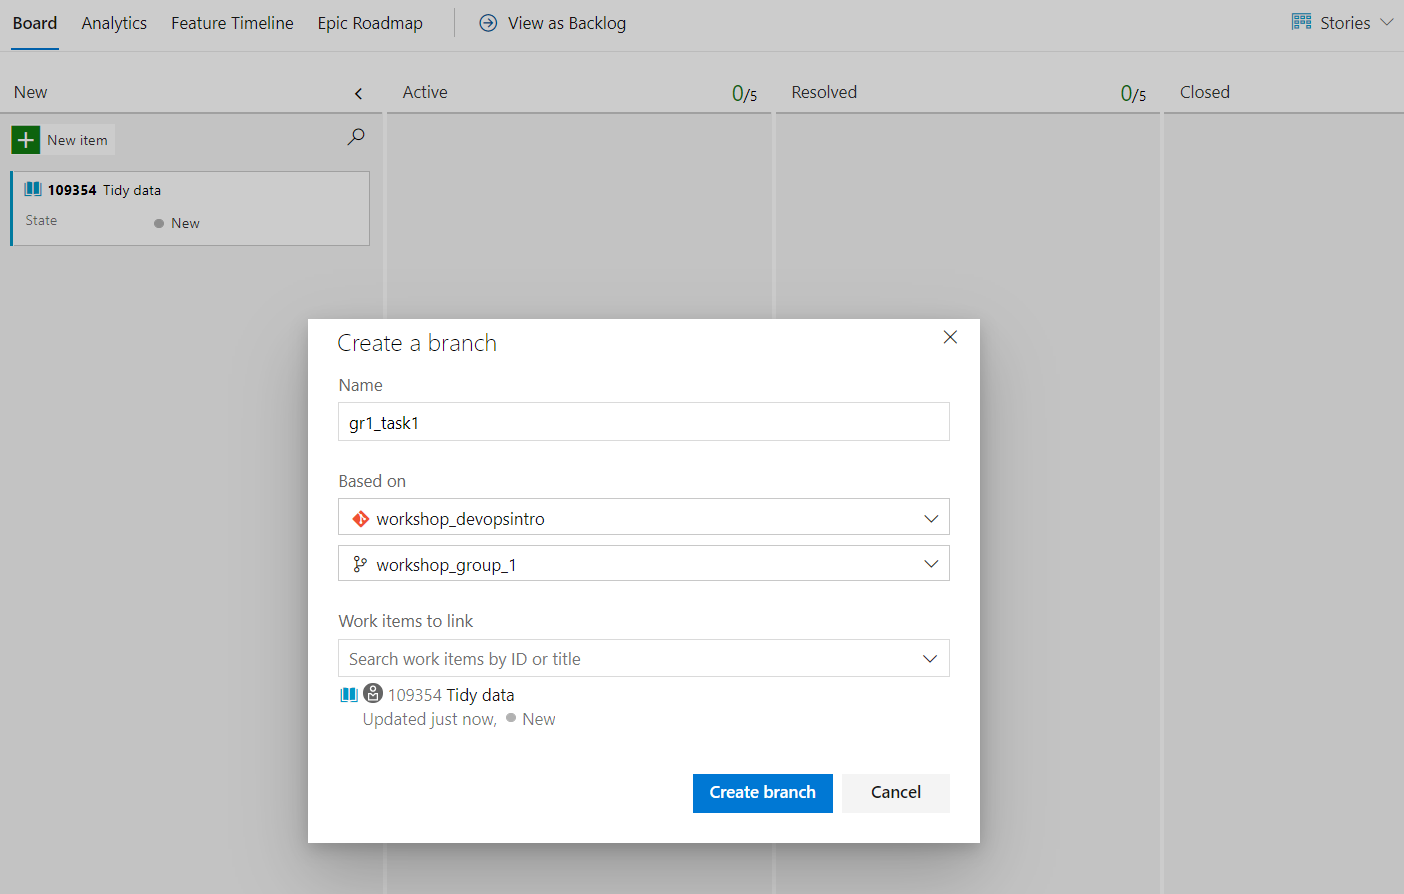 Board Analytics Feature Timeline Epic Roadmap View as Backlog Stories
New Active 0/5 Resolved 0/5 Closed
New item
109354 Tidy data
State New
Create a branch
Name
gr1_task1
Based on
workshop_devopsintro
workshop_group_1
Work items to link
Search work items by ID or title
109354 Tidy data
Updated just now, New
Create branch Cancel